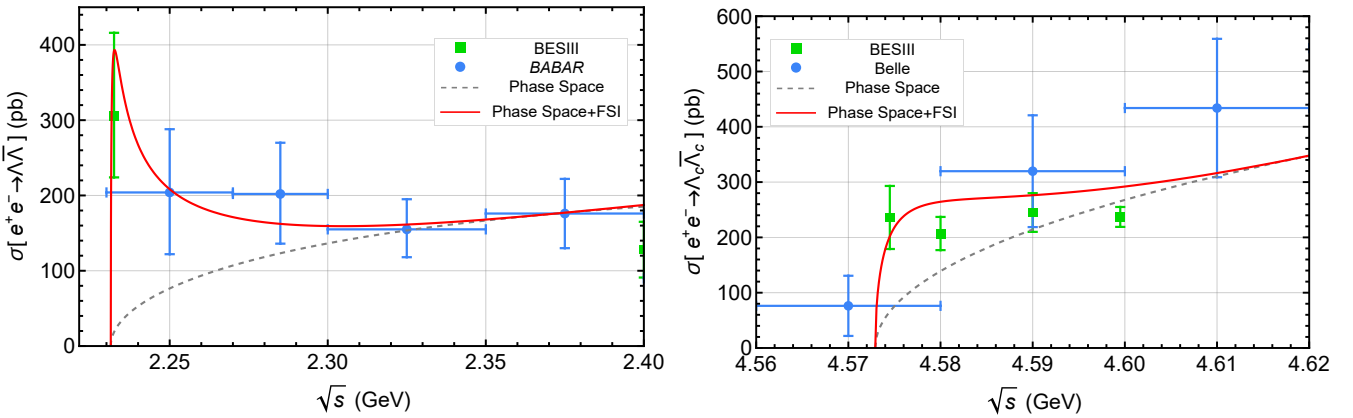 σ[ e⁺ e⁻→ΛΛ̅ ] (pb)
400
300
200
100
0
2.25
2.30
2.35
2.40
√s (GeV)
BESIII
BABAR
Phase Space
Phase Space+FSI
σ[ e⁺ e⁻→Λ_cΛ̅_c ] (pb)
600
500
400
300
200
100
0
4.56
4.57
4.58
4.59
4.60
4.61
4.62
√s (GeV)
BESIII
Belle
Phase Space
Phase Space+FSI